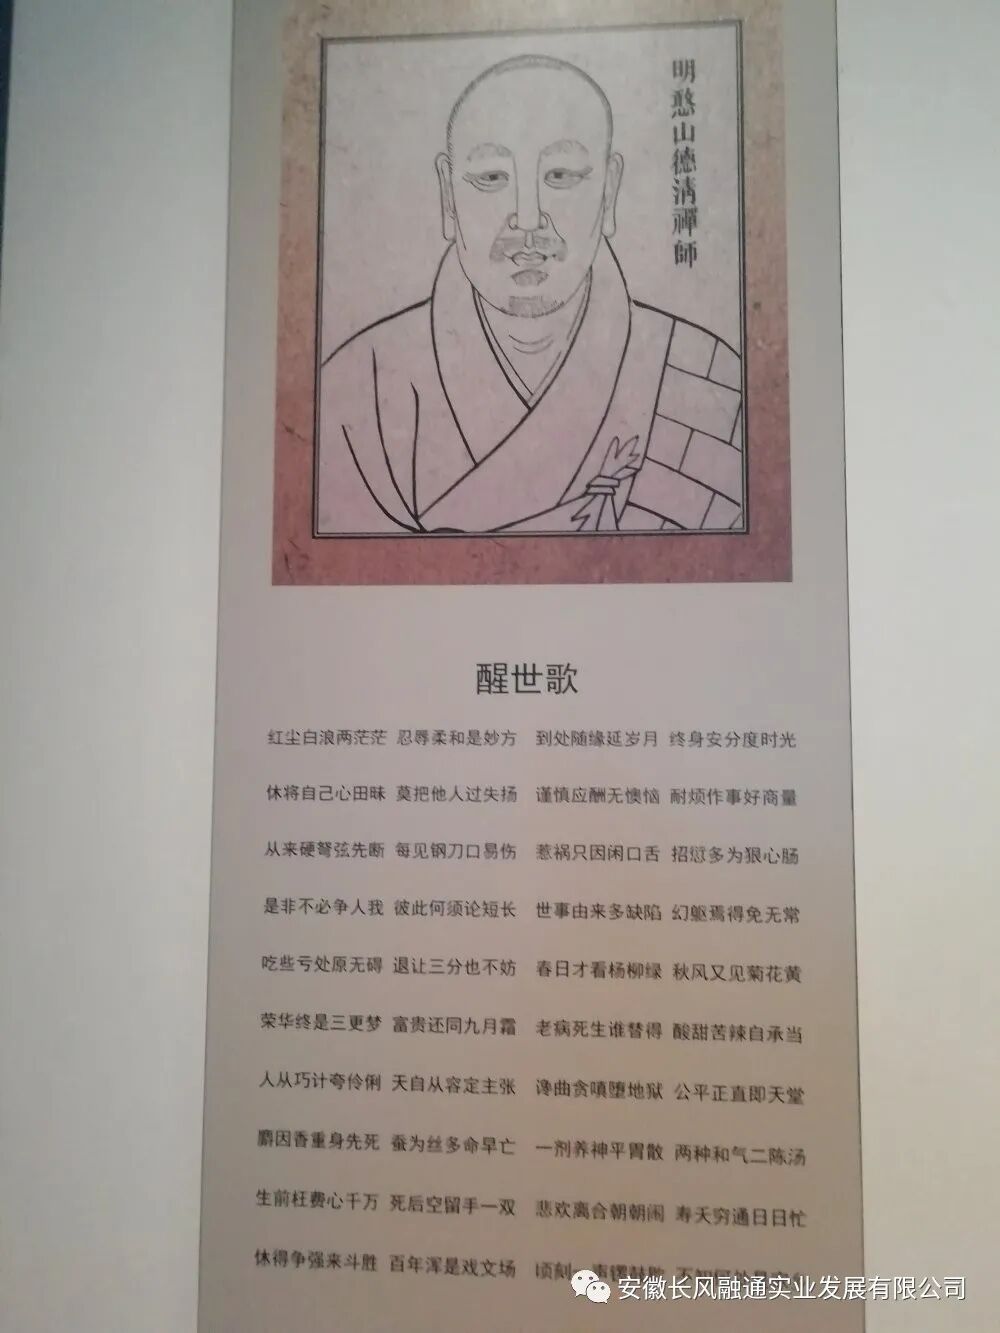 明憨山德清禪師
醒世歌
红尘白浪两茫茫 忍辱柔和是妙方 到处随缘延岁月 终身安分度时光
休将自己心田昧 莫把他人过失扬 谨慎应酬无懊恼 耐烦作事好商量
从来硬弩弦先断 每见钢刀口易伤 惹祸只因闲口舌 招愆多为狠心肠
是非不必争人我 彼此何须论短长 世事由来多缺陷 幻躯焉得免无常
吃些亏处原无碍 退让三分也不妨 春日才看杨柳绿 秋风又见菊花黄
荣华终是三更梦 富贵还同九月霜 老病死生谁替得 酸甜苦辣自承当
人从巧计夸伶俐 天自从容定主张 谗曲贪嗔堕地狱 公平正直即天堂
麝因香重身先死 蚕为丝多命早亡 一剂养神平胃散 两种和气二陈汤
生前枉费心千万 死后空留手一双 悲欢离合朝朝闹 寿夭穷通日日忙
休得争强来斗胜 百年浑是戏文场 顷刻一声锣鼓歇
安徽长风融通实业发展有限公司